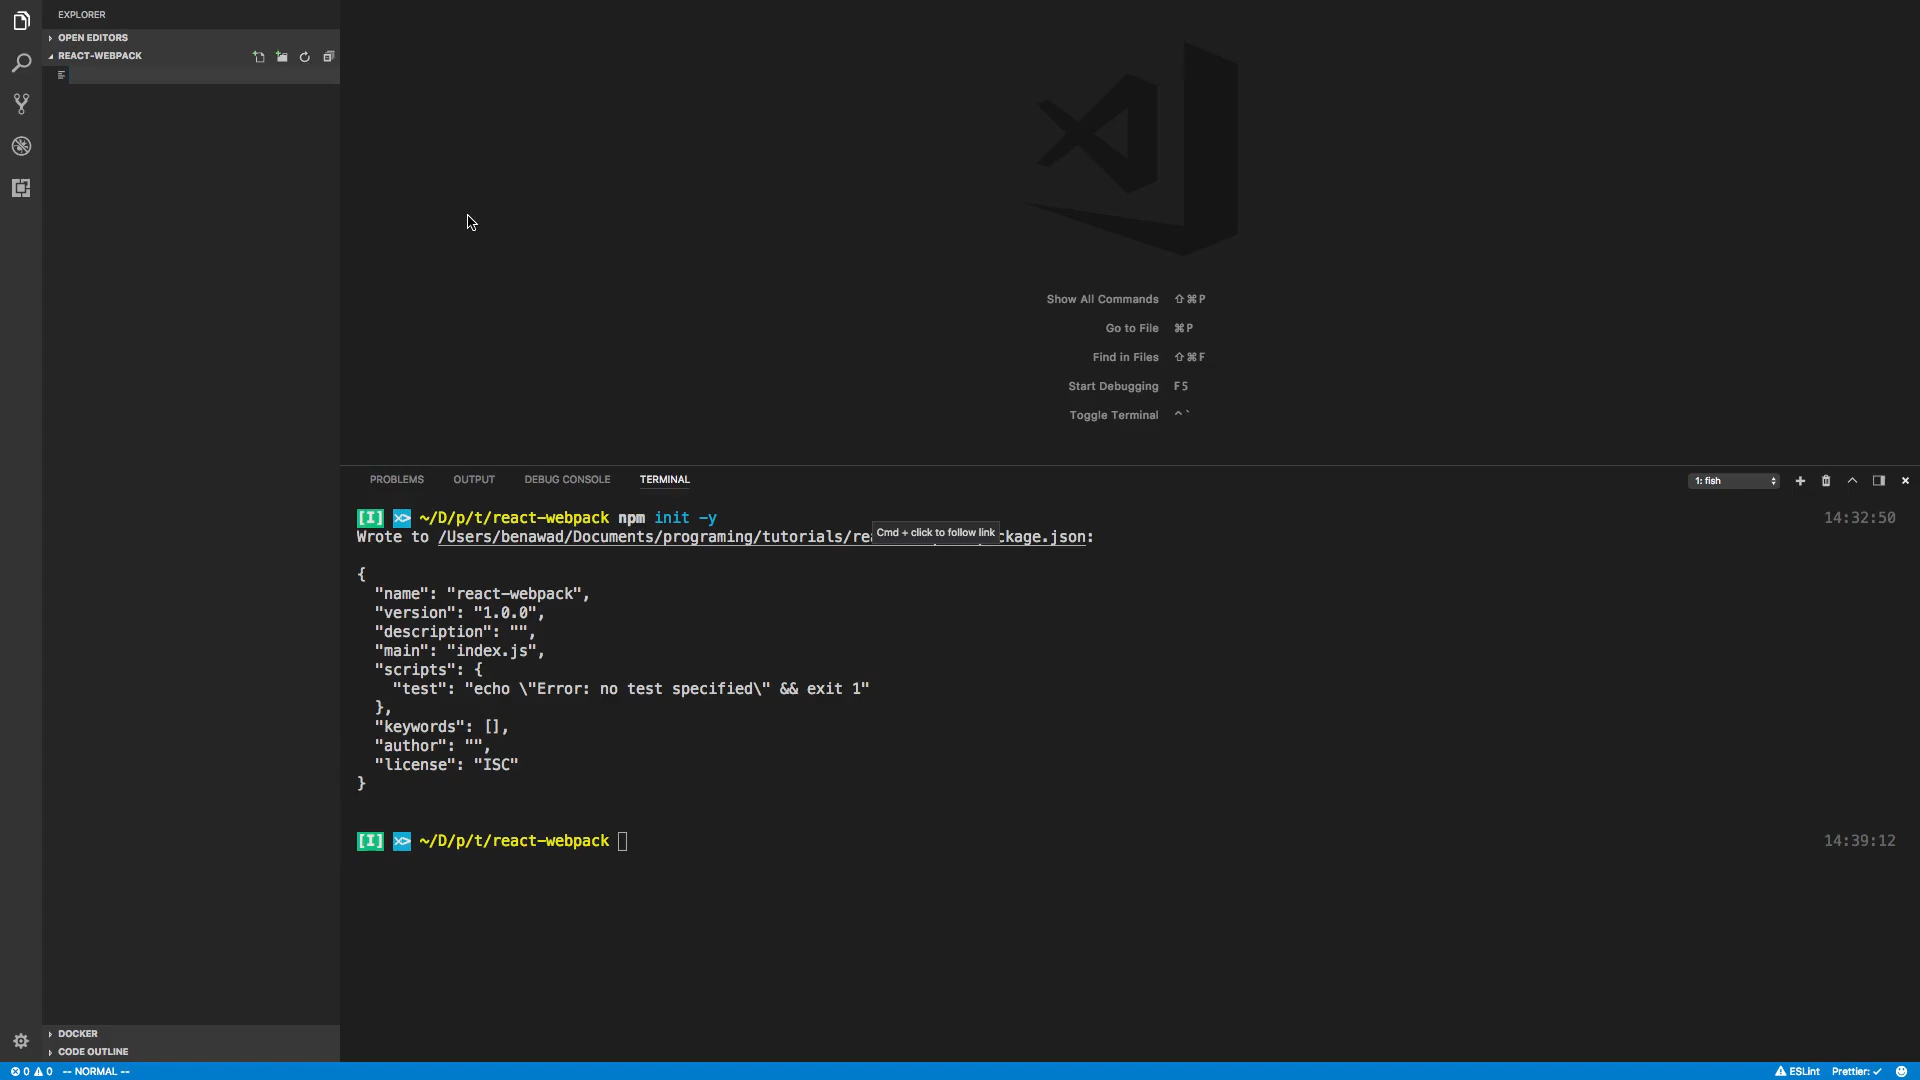 EXPLORER
OPEN EDITORS
REACT-WEBPACK
Show All Commands ⇧⌘P
Go to File ⌘P
Find in Files ⇧⌘F
Start Debugging F5
Toggle Terminal ^`
PROBLEMS OUTPUT DEBUG CONSOLE TERMINAL 1: fish
[I] >> ~/D/p/t/react-webpack npm init -y 14:32:50
Cmd + click to follow link
Wrote to /Users/benawad/Documents/programing/tutorials/re ckage.json:
{
"name": "react-webpack",
"version": "1.0.0",
"description": "",
"main": "index.js",
"scripts": {
"test": "echo \"Error: no test specified\" && exit 1"
},
"keywords": [],
"author": "",
"license": "ISC"
}
[I] >> ~/D/p/t/react-webpack 14:39:12
DOCKER
CODE OUTLINE
0 0 -- NORMAL -- ESLint Prettier: ✓